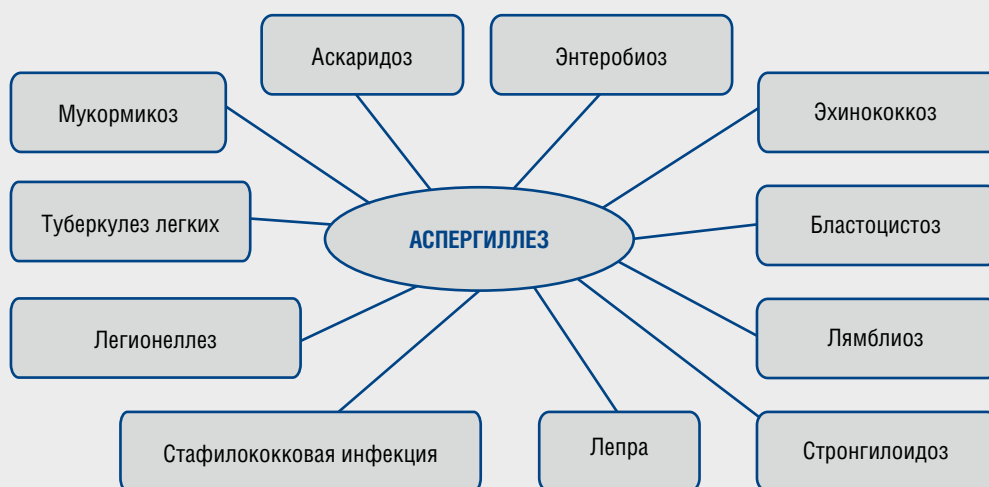 Аскаридоз
Энтеробиоз
Мукормикоз
Эхинококкоз
Туберкулез легких
АСПЕРГИЛЛЕЗ
Бластоцистоз
Легионеллез
Лямблиоз
Стафилококковая инфекция
Лепра
Стронгилоидоз